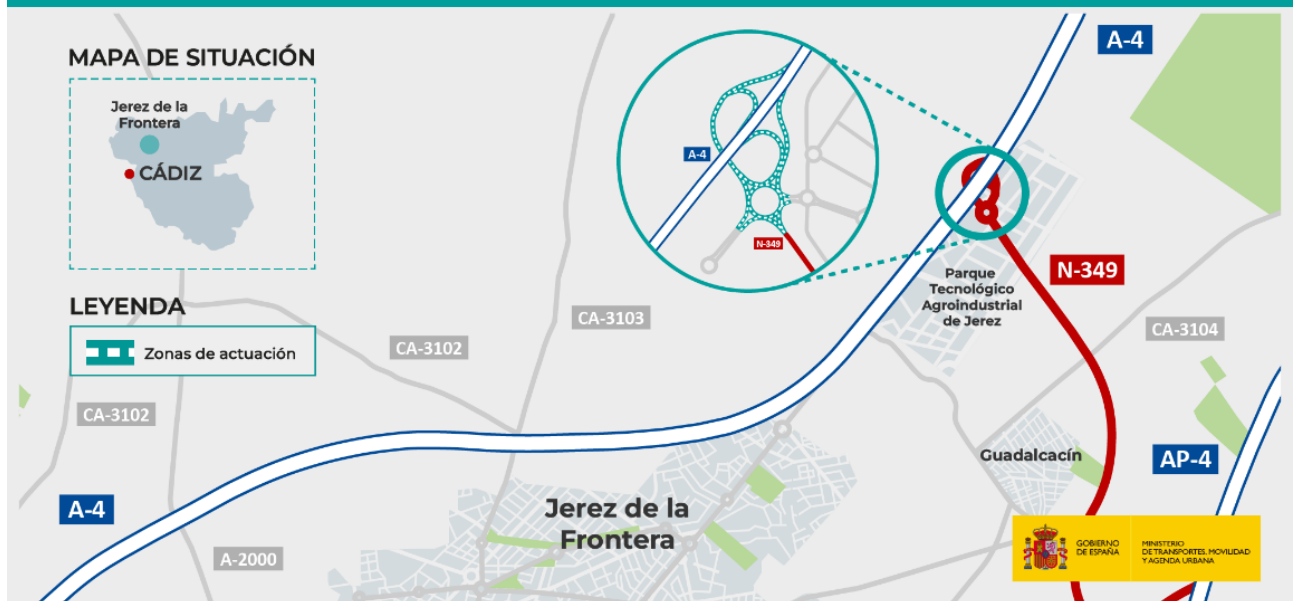 MAPA DE SITUACIÓN
Jerez de la
Frontera
CÁDIZ
LEYENDA
Zonas de actuación
A-4
A-4
N-349
N-349
Parque
Tecnológico
Agroindustrial
de Jerez
CA-3103
CA-3102
CA-3104
CA-3102
Guadalcacín
AP-4
A-4
Jerez de la
Frontera
A-2000
GOBIERNO
DE ESPAÑA
MINISTERIO
DE TRANSPORTES, MOVILIDAD
Y AGENDA URBANA